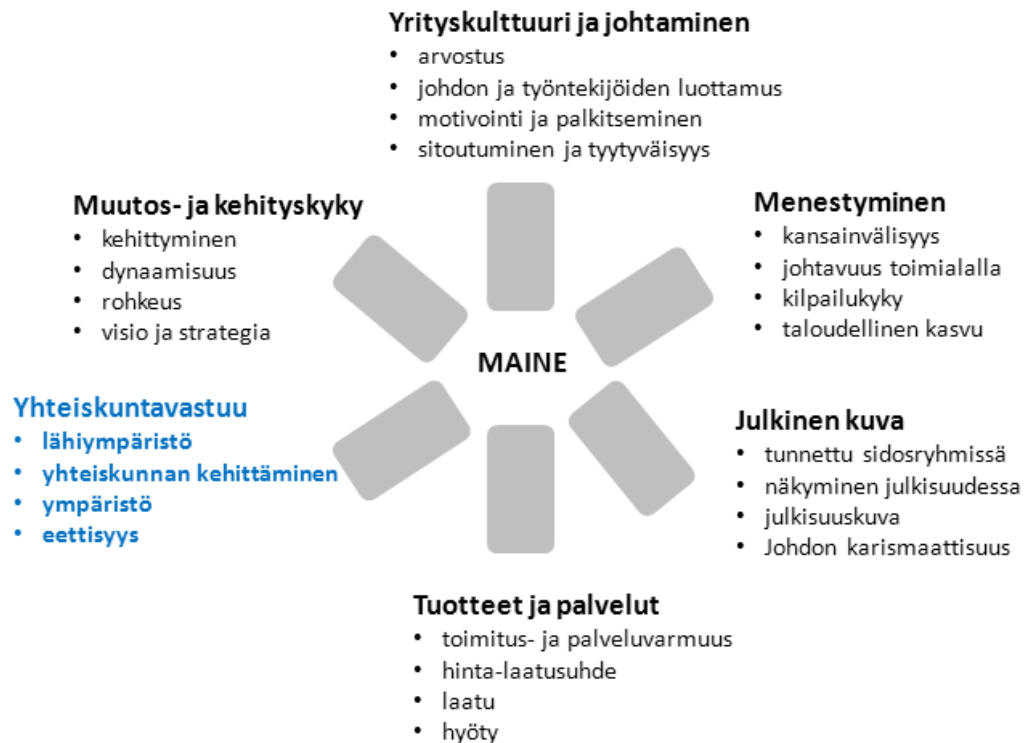 Yrityskulttuuri ja johtaminen
• arvostus
• johdon ja työntekijöiden luottamus
• motivointi ja palkitseminen
• sitoutuminen ja tyytyväisyys
Muutos- ja kehityskyky
• kehittyminen
• dynaamisuus
• rohkeus
• visio ja strategia
Menestyminen
• kansainvälisyys
• johtavuus toimialalla
• kilpailukyky
• taloudellinen kasvu
MAINE
Yhteiskuntavastuu
• lähiympäristö
• yhteiskunnan kehittäminen
• ympäristö
• eettisyys
Julkinen kuva
• tunnettu sidosryhmissä
• näkyminen julkisuudessa
• julkisuuskuva
• Johdon karismaattisuus
Tuotteet ja palvelut
• toimitus- ja palveluvarmuus
• hinta-laatusuhde
• laatu
• hyöty